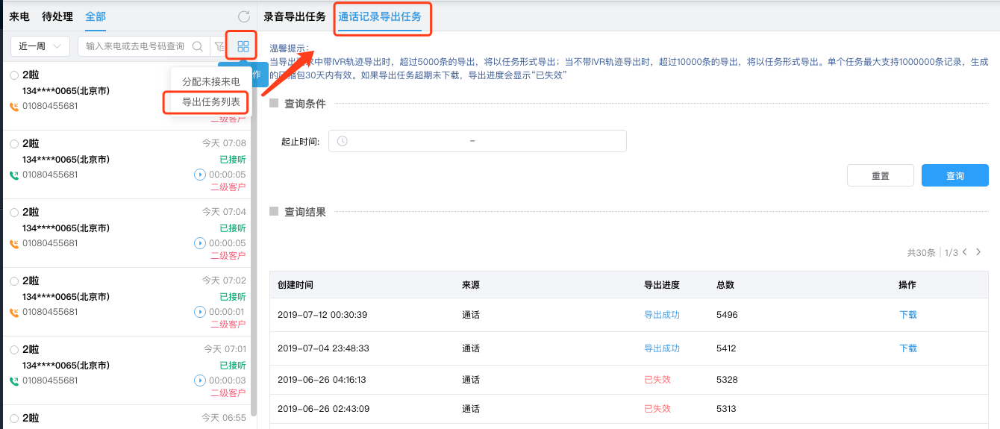 来电 待处理 全部
近一周 输入来电或去电号码查询
作
分配未接来电
导出任务列表
2啦
134****0065(北京市)
01080455681
二级客户
2啦 今天 07:08
134****0065(北京市) 已接听
01080455681 00:00:05
二级客户
2啦 今天 07:04
134****0065(北京市) 已接听
01080455681 00:00:05
二级客户
2啦 今天 07:02
134****0065(北京市) 已接听
01080455681 00:00:01
二级客户
2啦 今天 07:01
134****0065(北京市) 已接听
01080455681 00:00:03
二级客户
2啦 今天 06:55
录音导出任务 通话记录导出任务
温馨提示:
当导出 中带IVR轨迹导出时，超过5000条的导出，将以任务形式导出；当不带IVR轨迹导出时，超过10000条的导出，将以任务形式导出。单个任务最大支持1000000条记录，生成
的压缩包30天内有效。如果导出任务超期未下载，导出进度会显示“已失效”
查询条件
起止时间: –
重置 查询
查询结果
共30条 1/3
创建时间 来源 导出进度 总数 操作
2019-07-12 00:30:39 通话 导出成功 5496 下载
2019-07-04 23:48:33 通话 导出成功 5412 下载
2019-06-26 04:16:13 通话 已失效 5328
2019-06-26 02:43:09 通话 已失效 5313